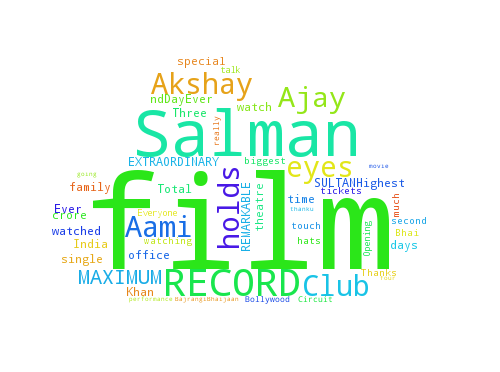 special
talk
Akshay
ndDayEver
Ajay
Three
watch
Salman
really
EXTRAORDINARY
biggest
eyes
movie
going
family
Total
holds
REMARKABLE
theatre
time
SULTANHighest
tickets
much
film
Ever
crore
Everyone
Aami
thanku
touch
second
watched
India
watching
hats
Opening
Bhai
days
single
office
MAXIMUM
Khan
RECORD
Club
Thanks
performance
BajrangiBhaijaan
Bollywood
Circuit